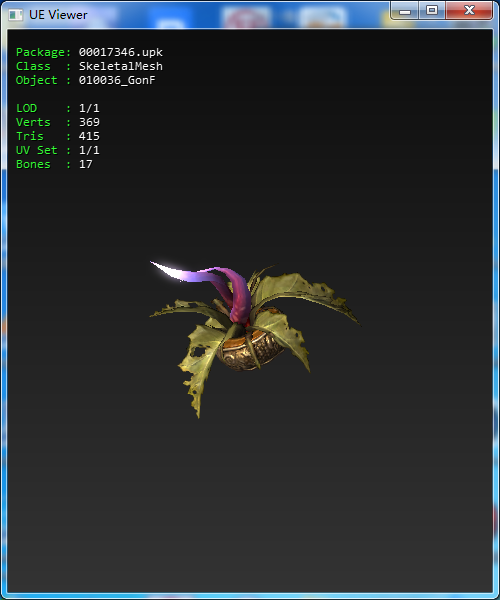 UE Viewer
Package: 00017346.upk
Class : SkeletalMesh
Object : 010036_GonF
LOD : 1/1
Verts : 369
Tris : 415
UV Set : 1/1
Bones : 17